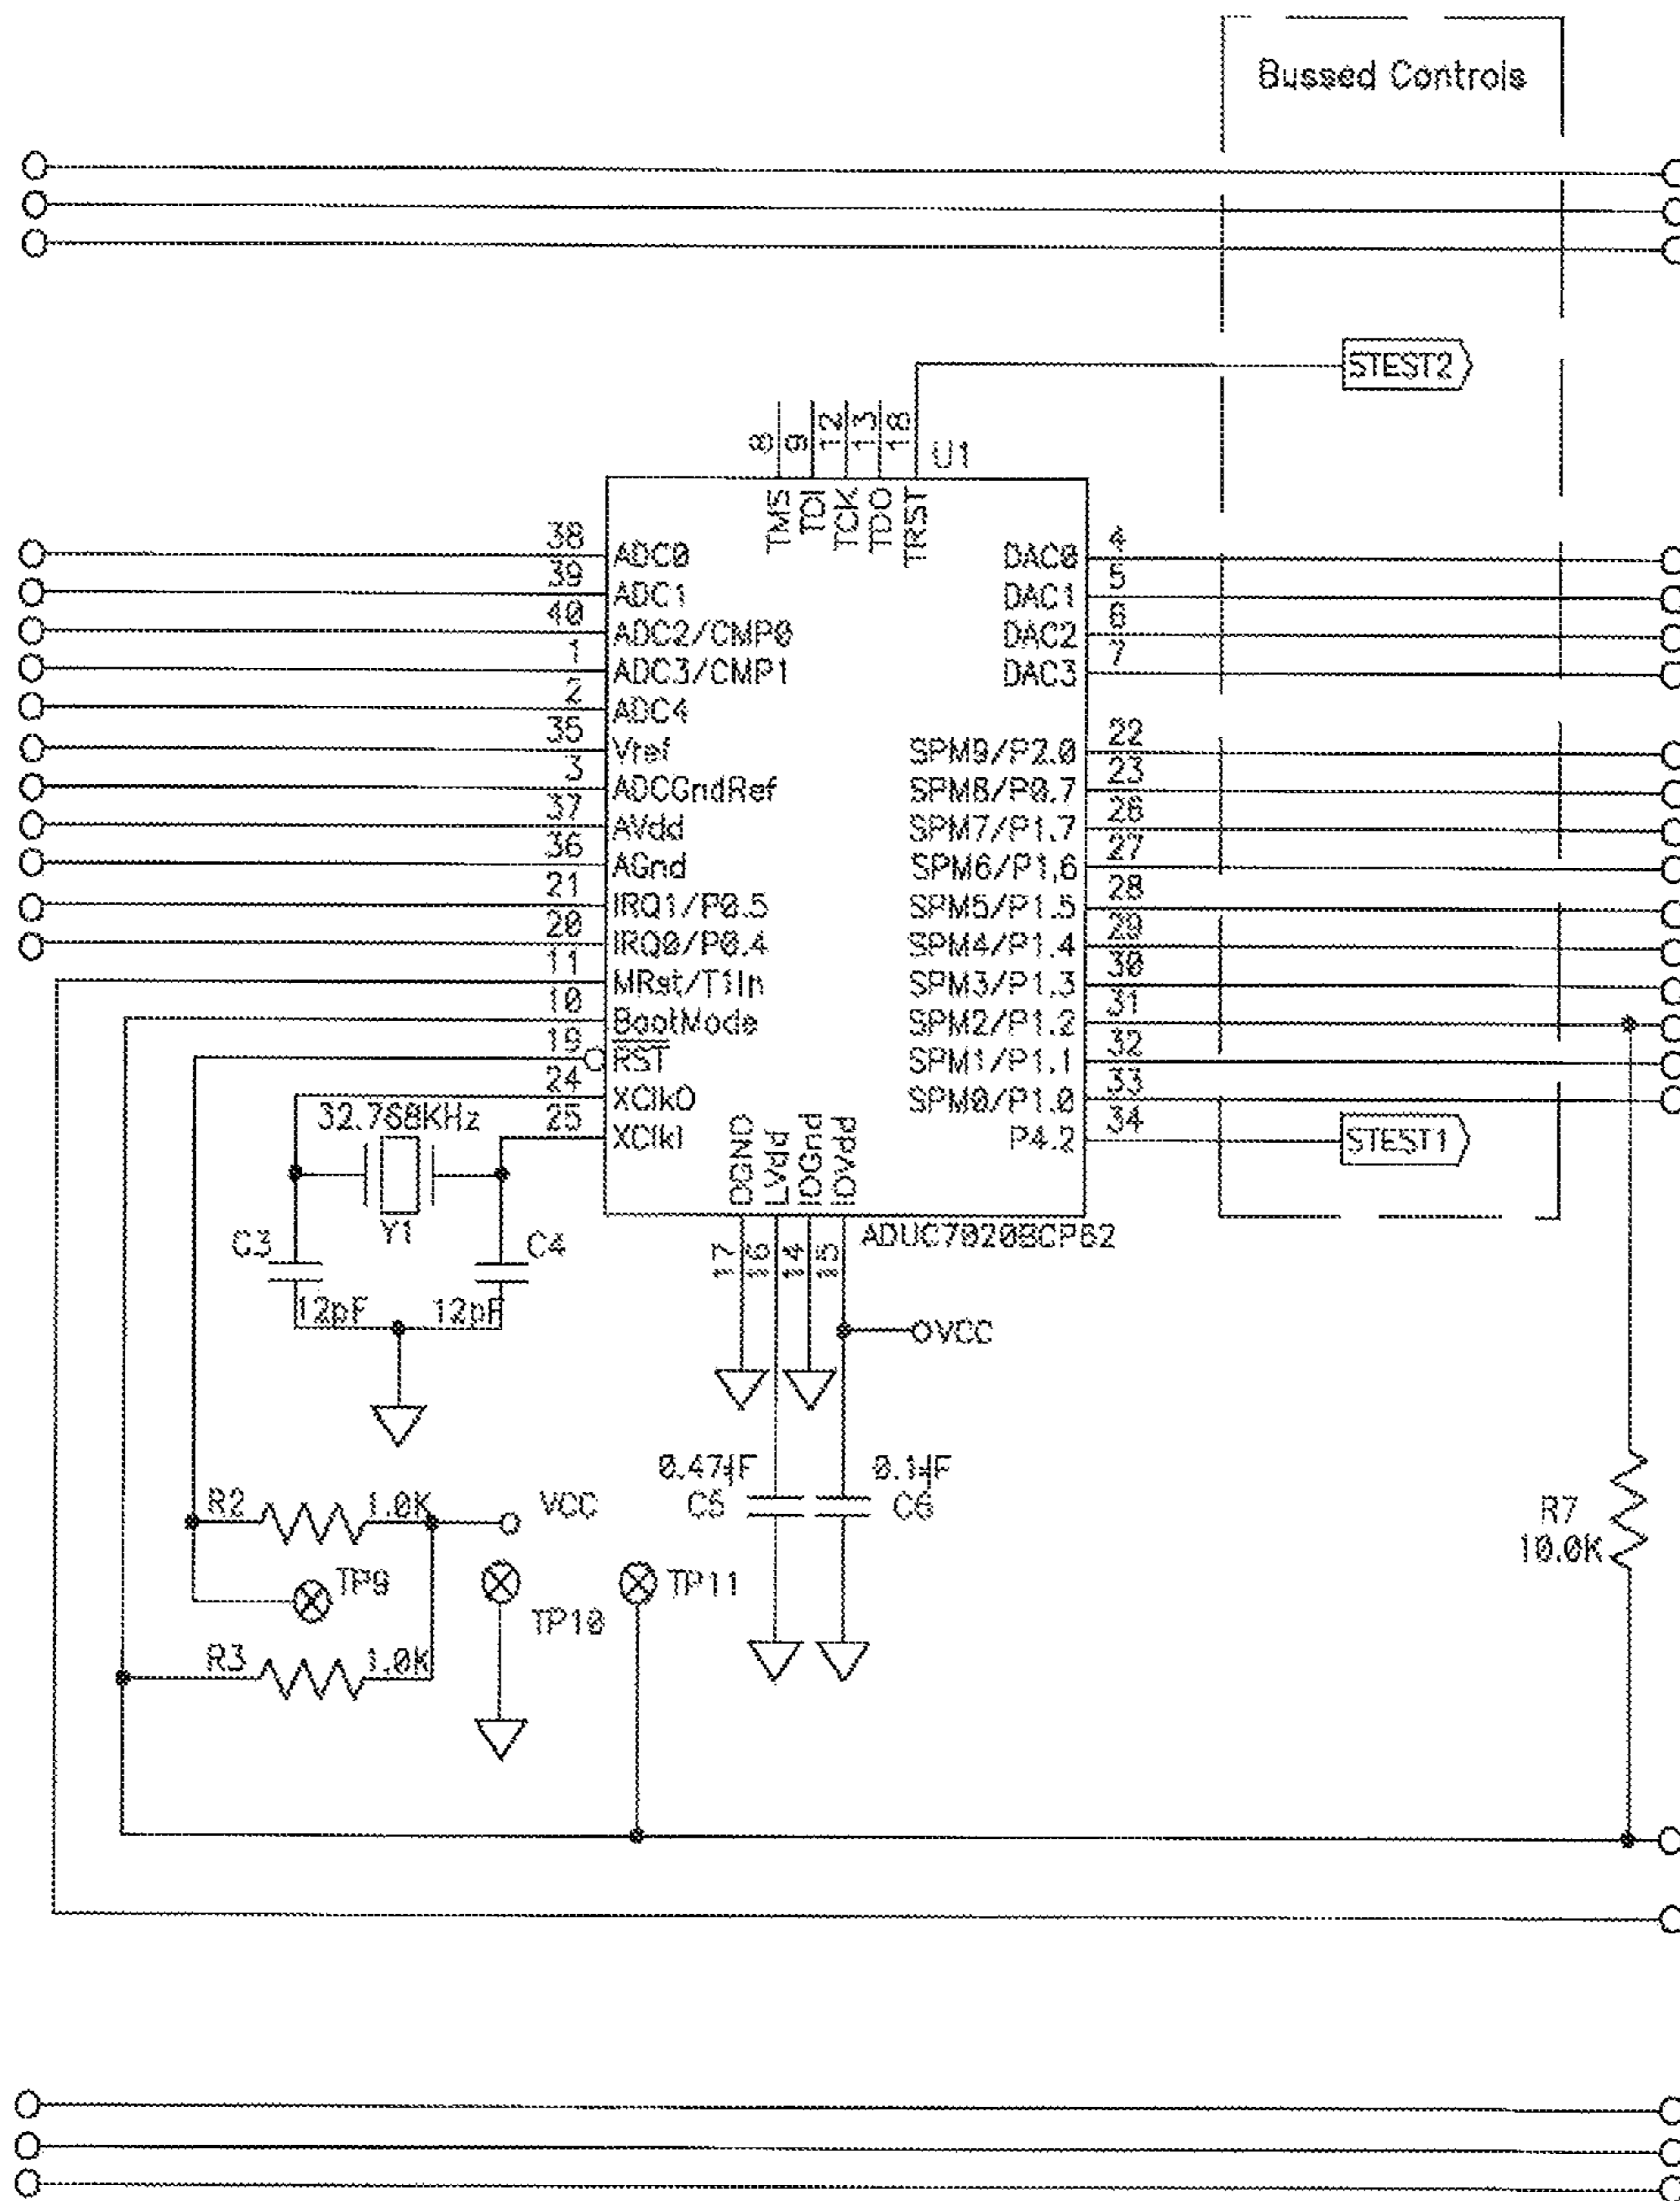 Bussed Controls
STEST2
8
9
12
13
18
U1
TMS
TDI
TCK
TDO
TRST
38
ADC0
39
ADC1
40
ADC2/CMP0
1
ADC3/CMP1
2
ADC4
35
Vref
3
ADCGndRef
37
AVdd
36
AGnd
21
IRQ1/P0.5
20
IRQ0/P0.4
11
MRst/T1In
10
BootMode
19
RST
24
XClkO
25
XClkI
4
DAC0
5
DAC1
6
DAC2
7
DAC3
22
SPM9/P2.0
23
SPM8/P0.7
26
SPM7/P1.7
27
SPM6/P1.6
28
SPM5/P1.5
29
SPM4/P1.4
30
SPM3/P1.3
31
SPM2/P1.2
32
SPM1/P1.1
33
SPM0/P1.0
34
P4.2
STEST1
DGND
LVdd
IOGnd
IOVdd
17
16
14
15
ADUC7020BCP62
32.768KHz
Y1
C3
12pF
C4
12pF
VCC
0.47µF
C5
0.1µF
C6
R2
1.0K
VCC
TP9
TP10
TP11
R3
1.0K
R7
10.0K